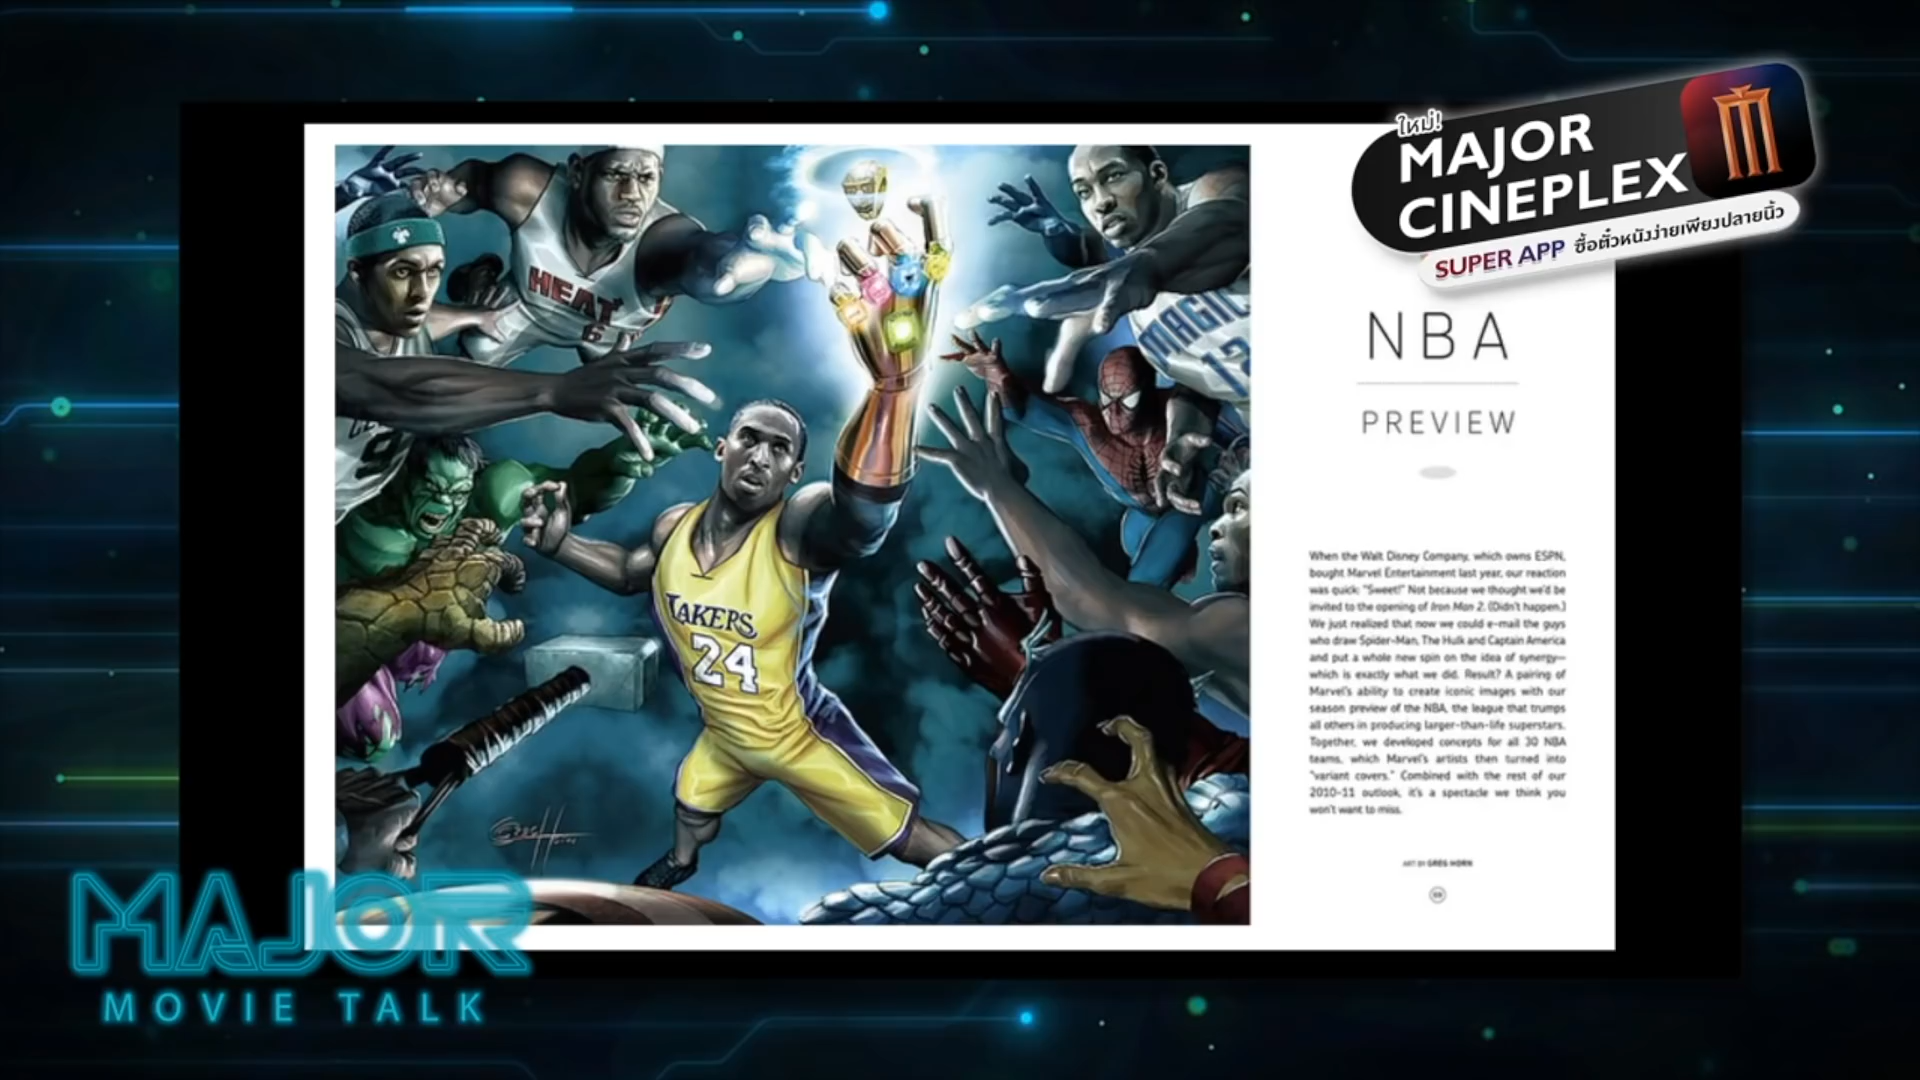 ใหม่!
MAJOR
CINEPLEX
SUPER APP ซื้อตั๋วหนังง่ายเพียงปลายนิ้ว
HEAT
6
MAGIC
12
9
LAKERS
24
NBA
PREVIEW
When the Walt Disney Company, which owns ESPN,
bought Marvel Entertainment last year, our reaction
was quick: "Sweet!" Not because we thought we'd be
invited to the opening of Iron Man 2. (Didn't happen.)
We just realized that now we could e-mail the guys
who draw Spider-Man, The Hulk and Captain America
and put a whole new spin on the idea of synergy—
which is exactly what we did. Result? A pairing of
Marvel's ability to create iconic images with our
season preview of the NBA, the league that trumps
all others in producing larger-than-life superstars.
Together, we developed concepts for all 30 NBA
teams, which Marvel's artists then turned into
"variant covers." Combined with the rest of our
2010-11 outlook, it's a spectacle we think you
won't want to miss.
ART BY GREG HORN
MAJOR
MOVIE TALK